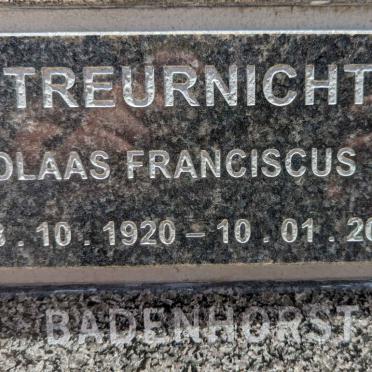 TREURNICHT
OLAAS FRANCISCUS
. 10 . 1920 – 10 . 01 . 20
BADENHORST